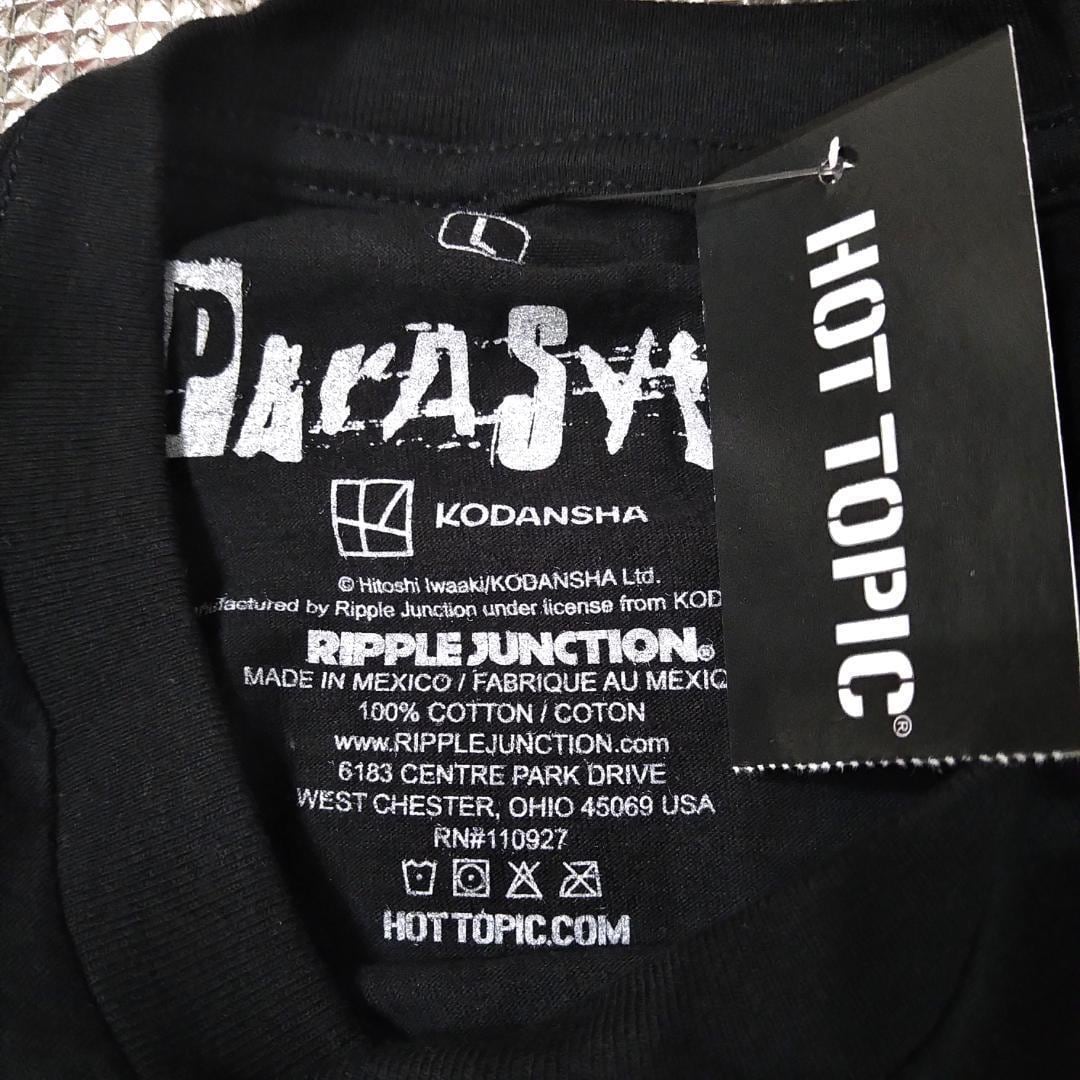 L
ParaSy
KODANSHA
© Hitoshi Iwaaki/KODANSHA Ltd.
by Ripple Junction under license from KOD
RIPPLE JUNCTION®
MADE IN MEXICO / FABRIQUE AU MEXIQ
100% COTTON / COTON
www.RIPPLEJUNCTION.com
6183 CENTRE PARK DRIVE
WEST CHESTER, OHIO 45069 USA
RN#110927
HOTTOPIC.COM
HOT TOPIC®